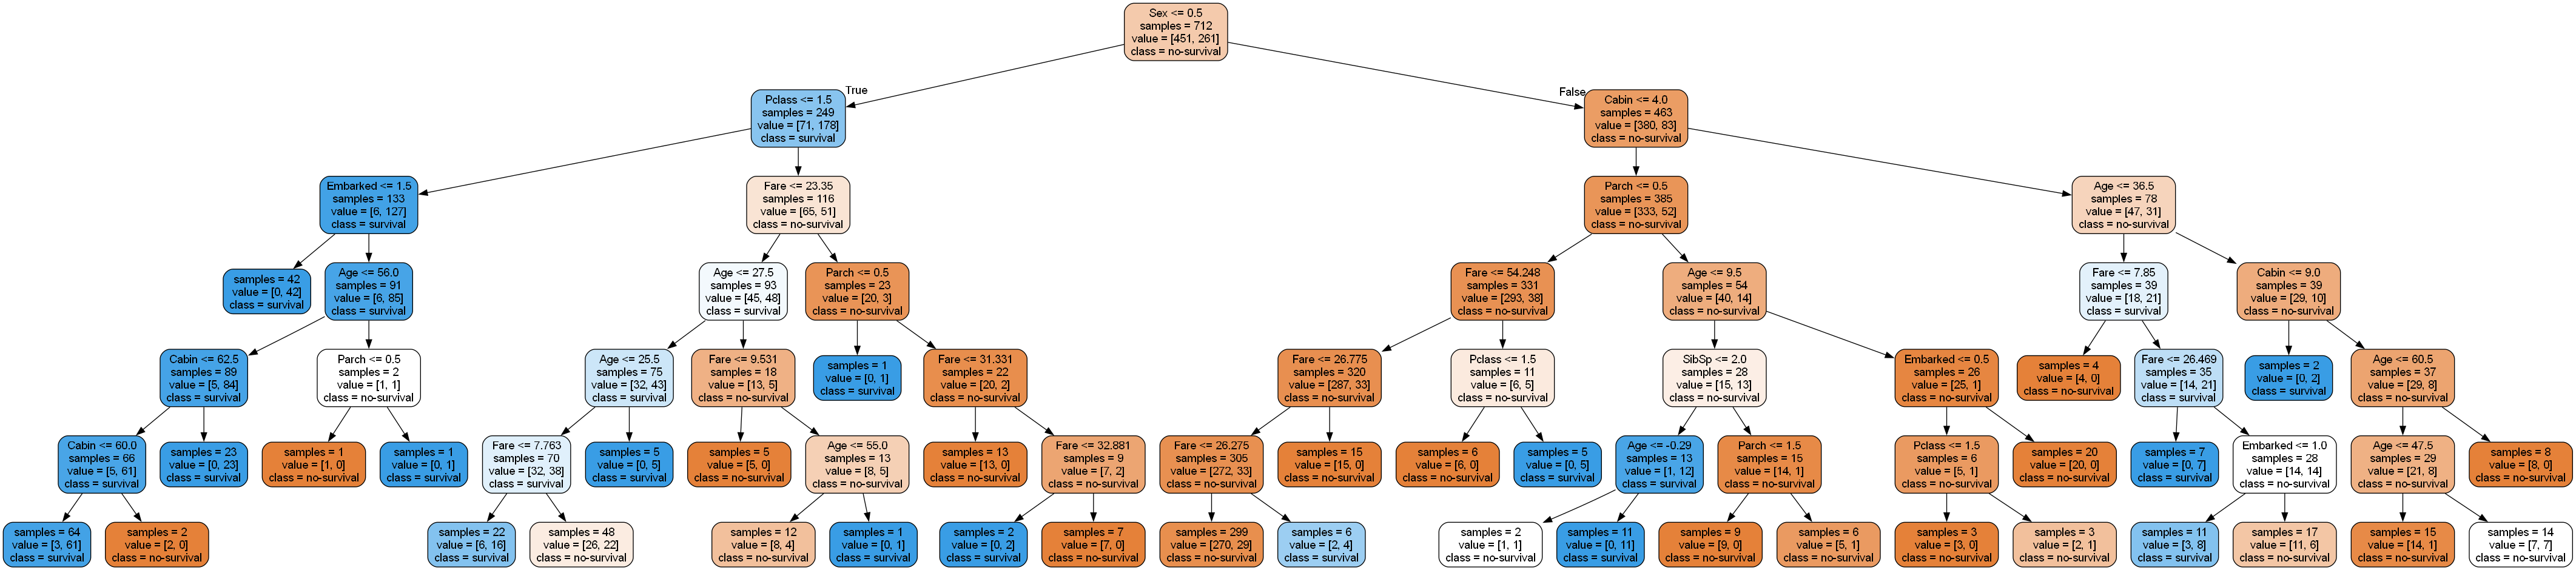 Sex <= 0.5
samples = 712
value = [451, 261]
class = no-survival
True
False
Pclass <= 1.5
samples = 249
value = [71, 178]
class = survival
Cabin <= 4.0
samples = 463
value = [380, 83]
class = no-survival
Embarked <= 1.5
samples = 133
value = [6, 127]
class = survival
Fare <= 23.35
samples = 116
value = [65, 51]
class = no-survival
Parch <= 0.5
samples = 385
value = [333, 52]
class = no-survival
Age <= 36.5
samples = 78
value = [47, 31]
class = no-survival
samples = 42
value = [0, 42]
class = survival
Age <= 56.0
samples = 91
value = [6, 85]
class = survival
Age <= 27.5
samples = 93
value = [45, 48]
class = survival
Parch <= 0.5
samples = 23
value = [20, 3]
class = no-survival
Fare <= 54.248
samples = 331
value = [293, 38]
class = no-survival
Age <= 9.5
samples = 54
value = [40, 14]
class = no-survival
Fare <= 7.85
samples = 39
value = [18, 21]
class = survival
Cabin <= 9.0
samples = 39
value = [29, 10]
class = no-survival
Cabin <= 62.5
samples = 89
value = [5, 84]
class = survival
Parch <= 0.5
samples = 2
value = [1, 1]
class = no-survival
Age <= 25.5
samples = 75
value = [32, 43]
class = survival
Fare <= 9.531
samples = 18
value = [13, 5]
class = no-survival
samples = 1
value = [0, 1]
class = survival
Fare <= 31.331
samples = 22
value = [20, 2]
class = no-survival
Fare <= 26.775
samples = 320
value = [287, 33]
class = no-survival
Pclass <= 1.5
samples = 11
value = [6, 5]
class = no-survival
SibSp <= 2.0
samples = 28
value = [15, 13]
class = no-survival
Embarked <= 0.5
samples = 26
value = [25, 1]
class = no-survival
samples = 4
value = [4, 0]
class = no-survival
Fare <= 26.469
samples = 35
value = [14, 21]
class = survival
samples = 2
value = [0, 2]
class = survival
Age <= 60.5
samples = 37
value = [29, 8]
class = no-survival
Cabin <= 60.0
samples = 66
value = [5, 61]
class = survival
samples = 23
value = [0, 23]
class = survival
samples = 1
value = [1, 0]
class = no-survival
samples = 1
value = [0, 1]
class = survival
Fare <= 7.763
samples = 70
value = [32, 38]
class = survival
samples = 5
value = [0, 5]
class = survival
samples = 5
value = [5, 0]
class = no-survival
Age <= 55.0
samples = 13
value = [8, 5]
class = no-survival
samples = 13
value = [13, 0]
class = no-survival
Fare <= 32.881
samples = 9
value = [7, 2]
class = no-survival
Fare <= 26.275
samples = 305
value = [272, 33]
class = no-survival
samples = 15
value = [15, 0]
class = no-survival
samples = 6
value = [6, 0]
class = no-survival
samples = 5
value = [0, 5]
class = survival
Age <= -0.29
samples = 13
value = [1, 12]
class = survival
Parch <= 1.5
samples = 15
value = [14, 1]
class = no-survival
Pclass <= 1.5
samples = 6
value = [5, 1]
class = no-survival
samples = 20
value = [20, 0]
class = no-survival
samples = 7
value = [0, 7]
class = survival
Embarked <= 1.0
samples = 28
value = [14, 14]
class = no-survival
Age <= 47.5
samples = 29
value = [21, 8]
class = no-survival
samples = 8
value = [8, 0]
class = no-survival
samples = 64
value = [3, 61]
class = survival
samples = 2
value = [2, 0]
class = no-survival
samples = 22
value = [6, 16]
class = survival
samples = 48
value = [26, 22]
class = no-survival
samples = 12
value = [8, 4]
class = no-survival
samples = 1
value = [0, 1]
class = survival
samples = 2
value = [0, 2]
class = survival
samples = 7
value = [7, 0]
class = no-survival
samples = 299
value = [270, 29]
class = no-survival
samples = 6
value = [2, 4]
class = survival
samples = 2
value = [1, 1]
class = no-survival
samples = 11
value = [0, 11]
class = survival
samples = 9
value = [9, 0]
class = no-survival
samples = 6
value = [5, 1]
class = no-survival
samples = 3
value = [3, 0]
class = no-survival
samples = 3
value = [2, 1]
class = no-survival
samples = 11
value = [3, 8]
class = survival
samples = 17
value = [11, 6]
class = no-survival
samples = 15
value = [14, 1]
class = no-survival
samples = 14
value = [7, 7]
class = no-survival